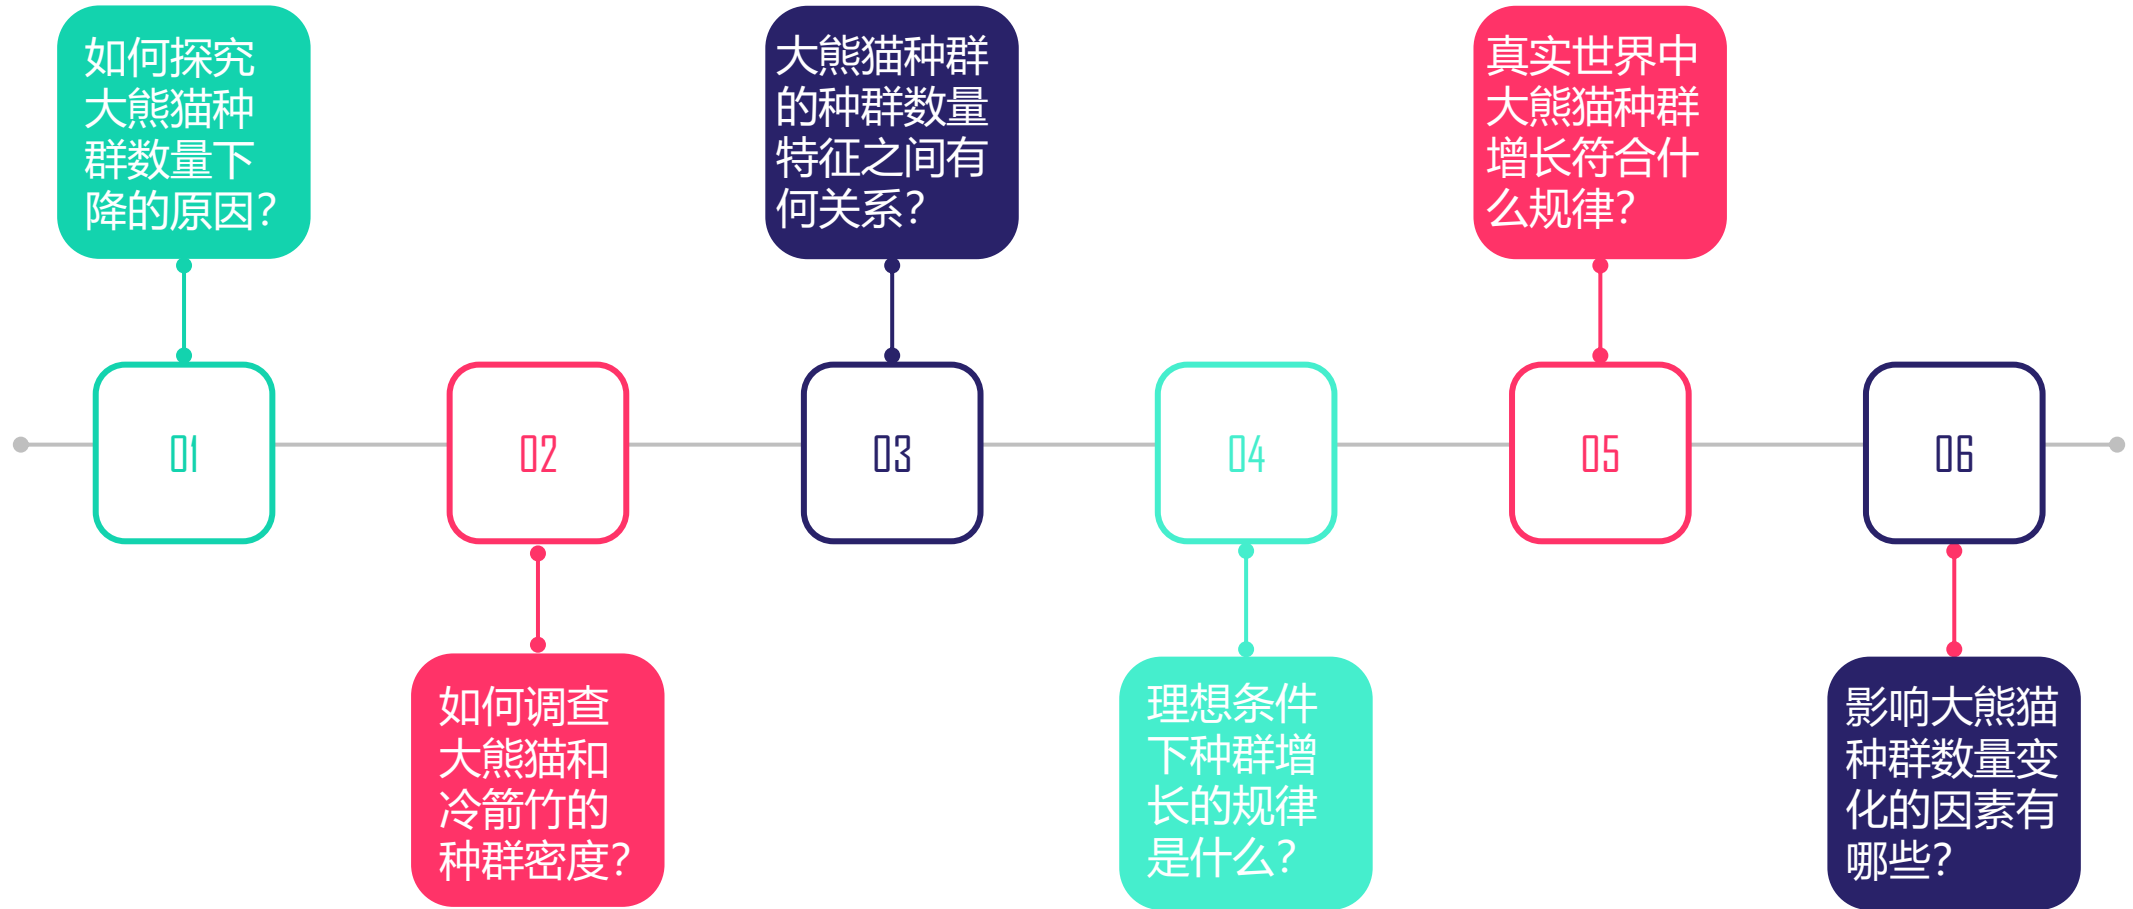 如何探究
大熊猫种
群数量下
降的原因？
01
如何调查
大熊猫和
冷箭竹的
种群密度？
02
大熊猫种群
的种群数量
特征之间有
何关系？
03
理想条件
下种群增
长的规律
是什么？
04
真实世界中
大熊猫种群
增长符合什
么规律？
05
影响大熊猫
种群数量变
化的因素有
哪些？
06